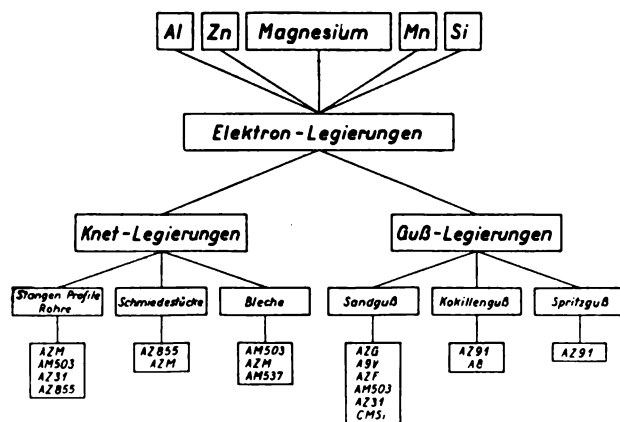 Al
Zn
Magnesium
Mn
Si
Elektron-Legierungen
Knet-Legierungen
Guß-Legierungen
Stangen Profile
Rohre
Schmiedestücke
Bleche
Sandguß
Kokillenguß
Spritzguß
AZM
AM503
AZ31
AZ855
AZ855
AZM
AM503
AZM
AM537
AZG
A9V
AZF
AM503
AZ31
CMSi
AZ91
A8
AZ91